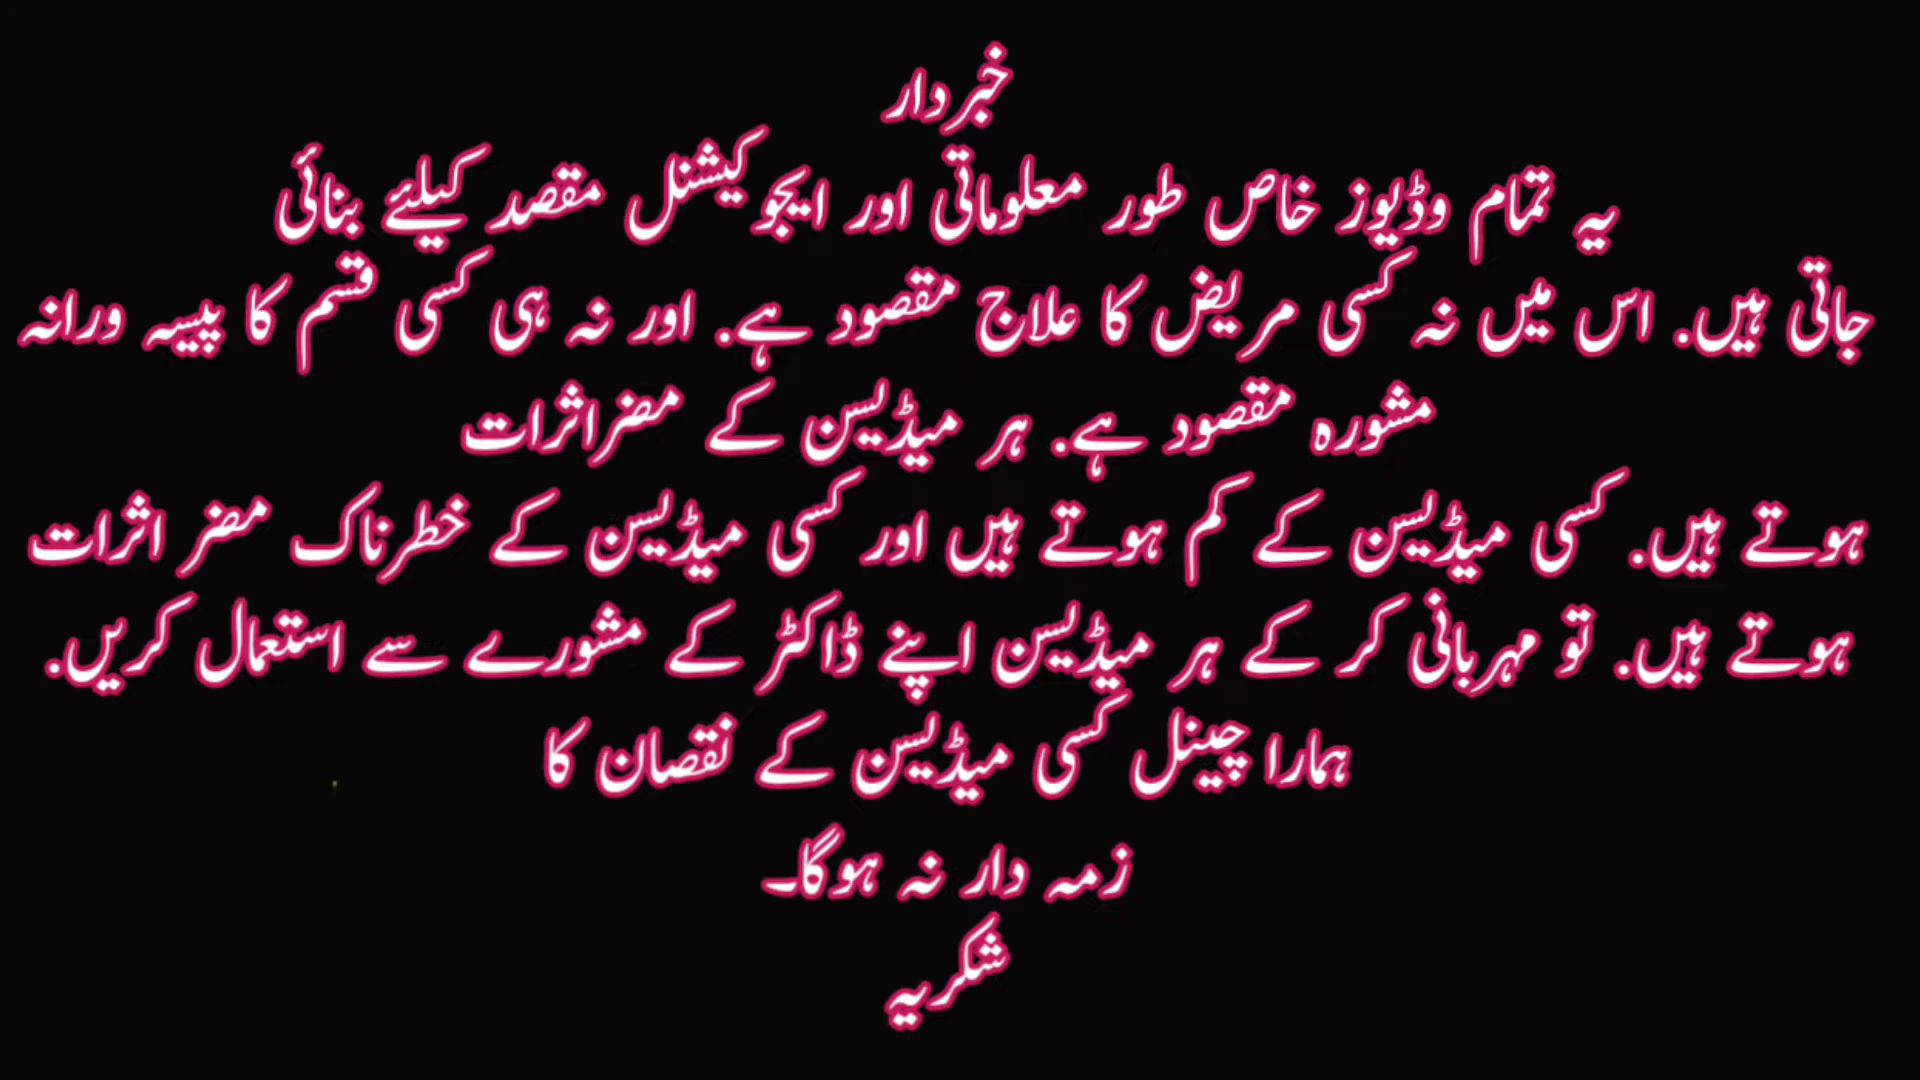 خبردار
یہ تمام وڈیوز خاص طور معلوماتی اور ایجوکیشنل مقصد کیلئے بنائی
جاتی ہیں. اس میں نہ کسی مریض کا علاج مقصود ہے. اور نہ ہی کسی قسم کا پیسہ ورانہ
مشورہ مقصود ہے. ہر میڈیسن کے مضراثرات
ہوتے ہیں. کسی میڈیسن کے کم ہوتے ہیں اور کسی میڈیسن کے خطرناک مضر اثرات
ہوتے ہیں. تو مہربانی کر کے ہر میڈیسن اپنے ڈاکٹر کے مشورے سے استعمال کریں.
ہمارا چینل کسی میڈیسن کے نقصان کا
زمہ دار نہ ہوگا۔
شکریہ